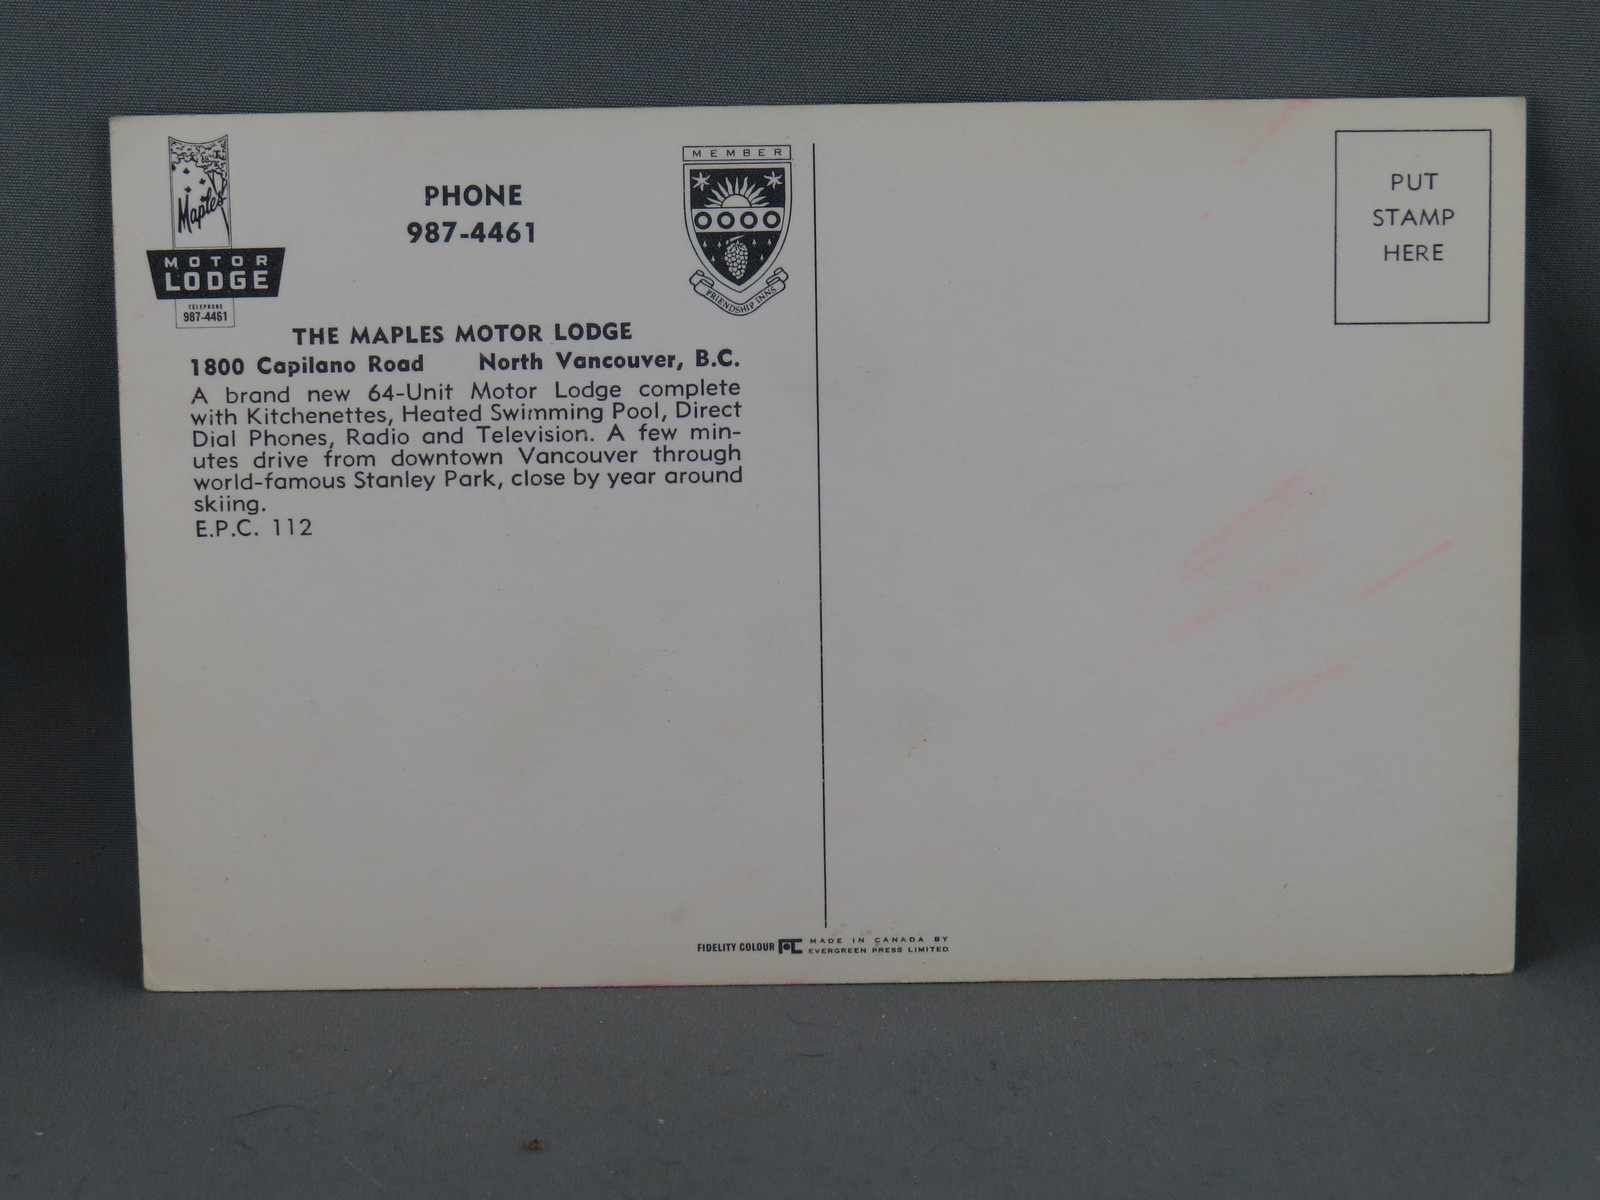 Maples
MOTOR
LODGE
TELEPHONE
987-4461
PHONE
987-4461
MEMBER
FRIENDSHIP INNS
THE MAPLES MOTOR LODGE
1800 Capilano Road North Vancouver, B.C.
A brand new 64-Unit Motor Lodge complete
with Kitchenettes, Heated Swimming Pool, Direct
Dial Phones, Radio and Television. A few min-
utes drive from downtown Vancouver through
world-famous Stanley Park, close by year around
skiing.
E.P.C. 112
PUT
STAMP
HERE
FIDELITY COLOUR
MADE IN CANADA BY
EVERGREEN PRESS LIMITED